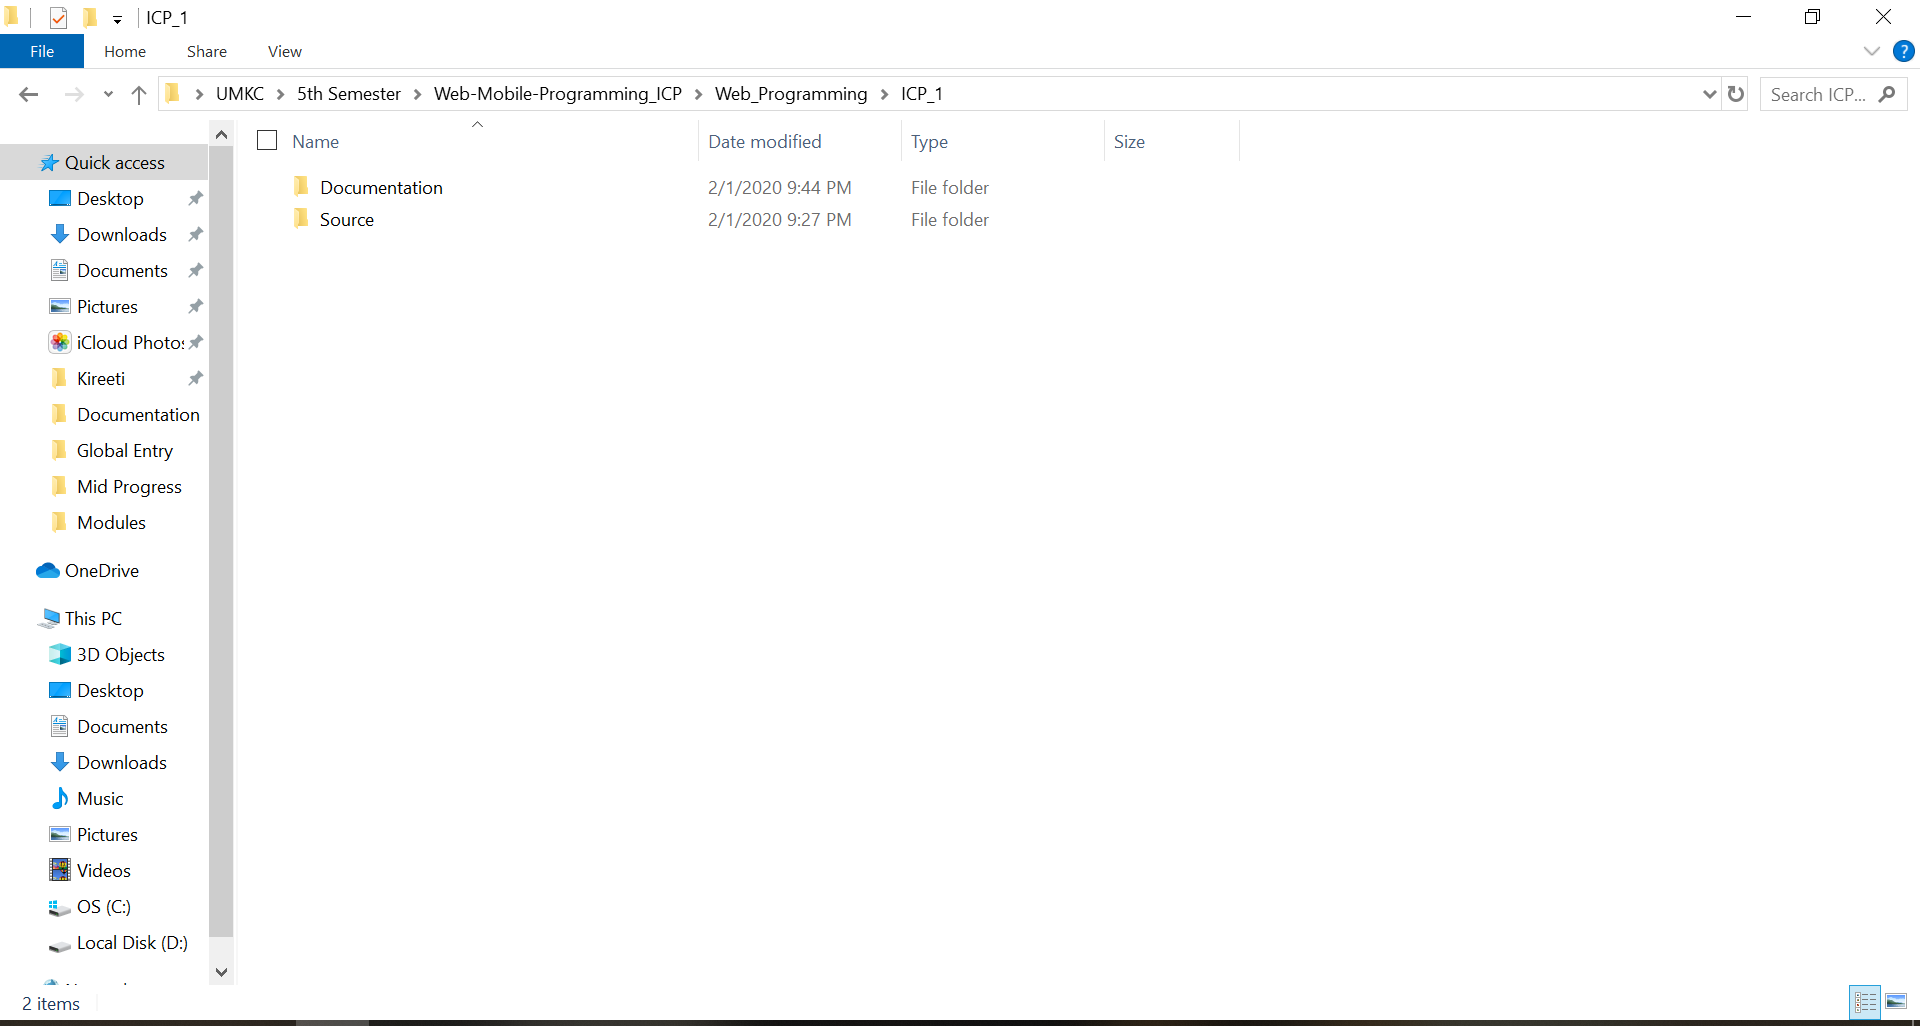 ICP_1
File Home Share View
?
UMKC 5th Semester Web-Mobile-Programming_ICP Web_Programming ICP_1
Search ICP...
Name Date modified Type Size
Documentation 2/1/2020 9:44 PM File folder
Source 2/1/2020 9:27 PM File folder
Quick access
Desktop
Downloads
Documents
Pictures
iCloud Photos
Kireeti
Documentation
Global Entry
Mid Progress
Modules
OneDrive
This PC
3D Objects
Desktop
Documents
Downloads
Music
Pictures
Videos
OS (C:)
Local Disk (D:)
2 items